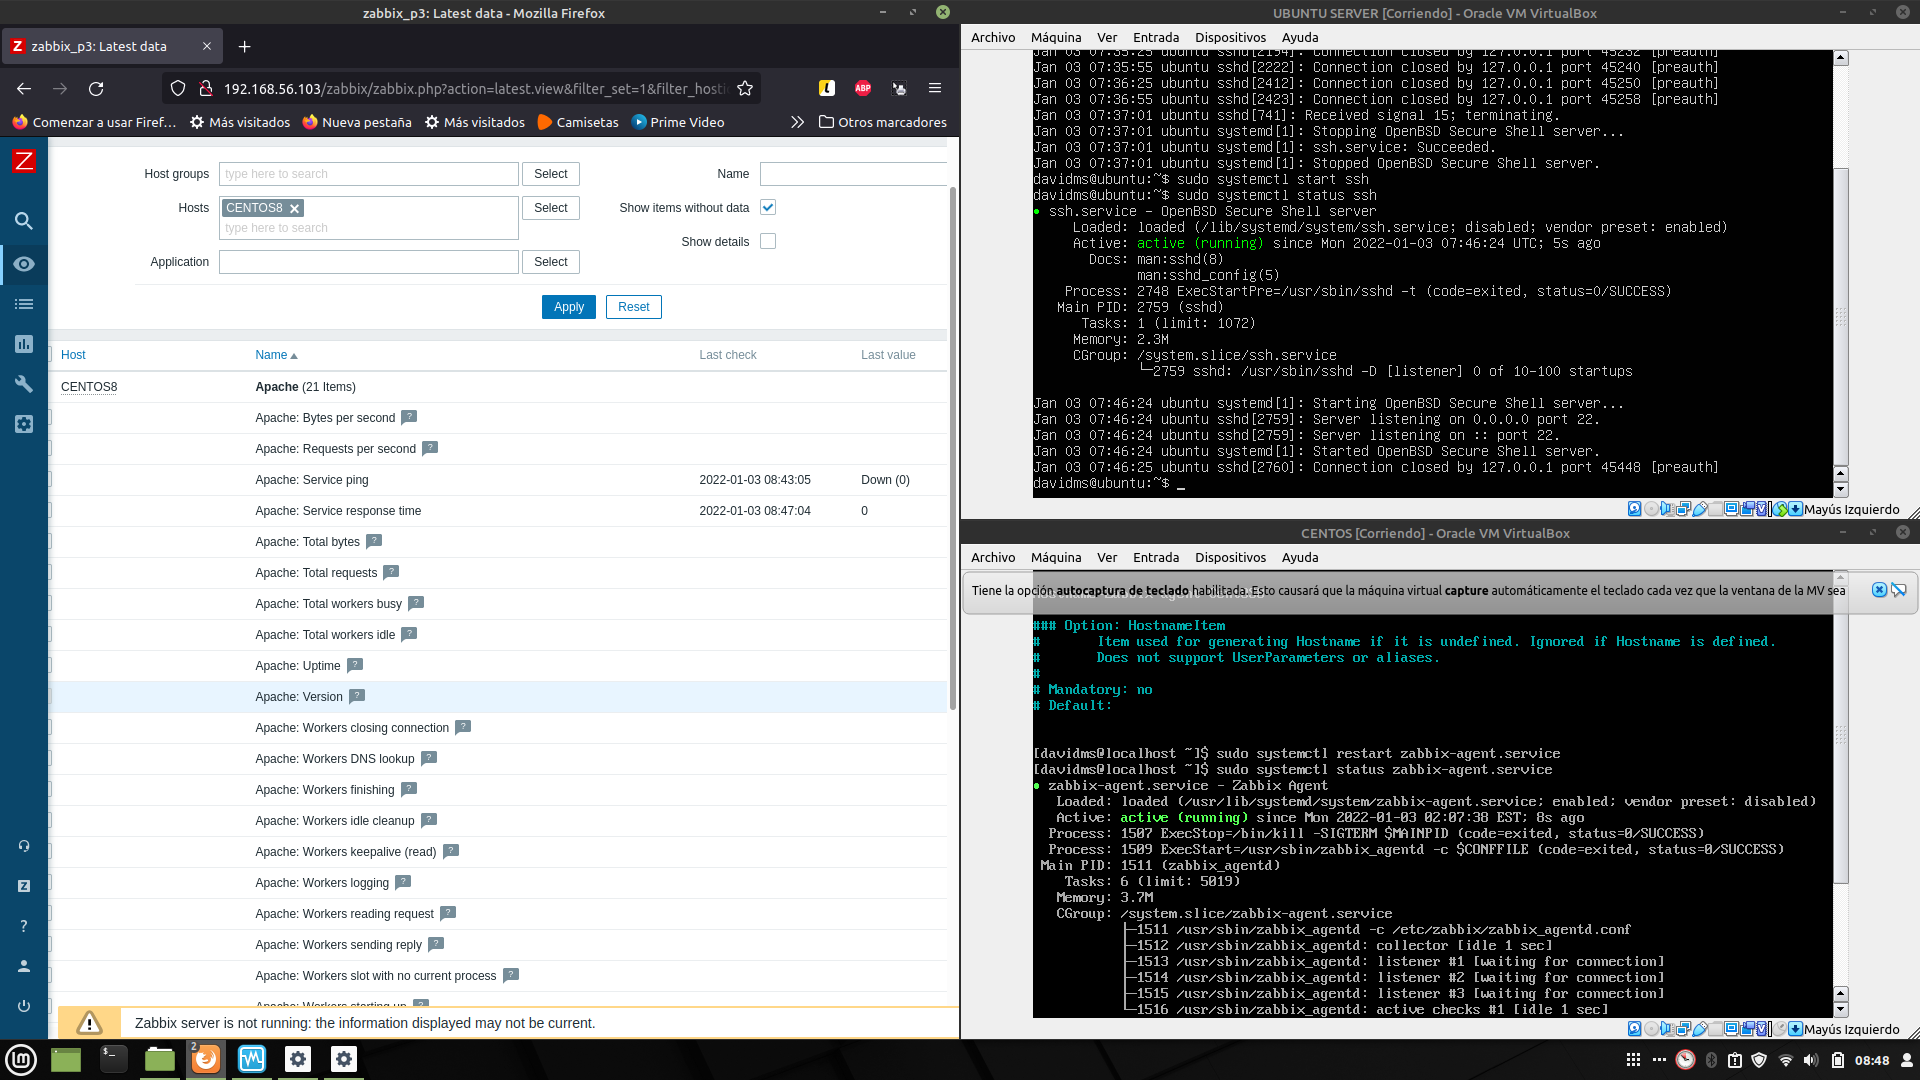 zabbix_p3: Latest data - Mozilla Firefox
zabbix_p3: Latest data
192.168.56.103/zabbix/zabbix.php?action=latest.view&filter_set=1&filter_hosti
ABP
Comenzar a usar Firef…
Más visitados
Nueva pestaña
Más visitados
Camisetas
Prime Video
Otros marcadores
Host groups
type here to search
Select
Name
Hosts
CENTOS8
type here to search
Select
Show items without data
Show details
Application
Select
Apply
Reset
Host
Name
Last check
Last value
CENTOS8
Apache (21 Items)
Apache: Bytes per second
Apache: Requests per second
Apache: Service ping
2022-01-03 08:43:05
Down (0)
Apache: Service response time
2022-01-03 08:47:04
0
Apache: Total bytes
Apache: Total requests
Apache: Total workers busy
Apache: Total workers idle
Apache: Uptime
Apache: Version
Apache: Workers closing connection
Apache: Workers DNS lookup
Apache: Workers finishing
Apache: Workers idle cleanup
Apache: Workers keepalive (read)
Apache: Workers logging
Apache: Workers reading request
Apache: Workers sending reply
Apache: Workers slot with no current process
Apache: Workers starting up
Zabbix server is not running: the information displayed may not be current.
UBUNTU SERVER [Corriendo] - Oracle VM VirtualBox
Archivo Máquina Ver Entrada Dispositivos Ayuda
Jan 03 07:35:25 ubuntu sshd[2194]: Connection closed by 127.0.0.1 port 45232 [preauth]
Jan 03 07:35:55 ubuntu sshd[2222]: Connection closed by 127.0.0.1 port 45240 [preauth]
Jan 03 07:36:25 ubuntu sshd[2412]: Connection closed by 127.0.0.1 port 45250 [preauth]
Jan 03 07:36:55 ubuntu sshd[2423]: Connection closed by 127.0.0.1 port 45258 [preauth]
Jan 03 07:37:01 ubuntu sshd[741]: Received signal 15; terminating.
Jan 03 07:37:01 ubuntu systemd[1]: Stopping OpenBSD Secure Shell server...
Jan 03 07:37:01 ubuntu systemd[1]: ssh.service: Succeeded.
Jan 03 07:37:01 ubuntu systemd[1]: Stopped OpenBSD Secure Shell server.
davidms@ubuntu:~$ sudo systemctl start ssh
davidms@ubuntu:~$ sudo systemctl status ssh
● ssh.service - OpenBSD Secure Shell server
Loaded: loaded (/lib/systemd/system/ssh.service; disabled; vendor preset: enabled)
Active: active (running) since Mon 2022-01-03 07:46:24 UTC; 5s ago
Docs: man:sshd(8)
man:sshd_config(5)
Process: 2748 ExecStartPre=/usr/sbin/sshd -t (code=exited, status=0/SUCCESS)
Main PID: 2759 (sshd)
Tasks: 1 (limit: 1072)
Memory: 2.3M
CGroup: /system.slice/ssh.service
└─2759 sshd: /usr/sbin/sshd -D [listener] 0 of 10-100 startups
Jan 03 07:46:24 ubuntu systemd[1]: Starting OpenBSD Secure Shell server...
Jan 03 07:46:24 ubuntu sshd[2759]: Server listening on 0.0.0.0 port 22.
Jan 03 07:46:24 ubuntu sshd[2759]: Server listening on :: port 22.
Jan 03 07:46:24 ubuntu systemd[1]: Started OpenBSD Secure Shell server.
Jan 03 07:46:25 ubuntu sshd[2760]: Connection closed by 127.0.0.1 port 45448 [preauth]
davidms@ubuntu:~$ _
Mayús Izquierdo
CENTOS [Corriendo] - Oracle VM VirtualBox
Archivo Máquina Ver Entrada Dispositivos Ayuda
Tiene la opción autocaptura de teclado habilitada. Esto causará que la máquina virtual capture automáticamente el teclado cada vez que la ventana de la MV sea
### Option: HostnameItem
# Item used for generating Hostname if it is undefined. Ignored if Hostname is defined.
# Does not support UserParameters or aliases.
#
# Mandatory: no
# Default:
[davidms@localhost ~]$ sudo systemctl restart zabbix-agent.service
[davidms@localhost ~]$ sudo systemctl status zabbix-agent.service
● zabbix-agent.service - Zabbix Agent
Loaded: loaded (/usr/lib/systemd/system/zabbix-agent.service; enabled; vendor preset: disabled)
Active: active (running) since Mon 2022-01-03 02:07:38 EST; 8s ago
Process: 1507 ExecStop=/bin/kill -SIGTERM $MAINPID (code=exited, status=0/SUCCESS)
Process: 1509 ExecStart=/usr/sbin/zabbix_agentd -c $CONFFILE (code=exited, status=0/SUCCESS)
Main PID: 1511 (zabbix_agentd)
Tasks: 6 (limit: 5019)
Memory: 3.7M
CGroup: /system.slice/zabbix-agent.service
├─1511 /usr/sbin/zabbix_agentd -c /etc/zabbix/zabbix_agentd.conf
├─1512 /usr/sbin/zabbix_agentd: collector [idle 1 sec]
├─1513 /usr/sbin/zabbix_agentd: listener #1 [waiting for connection]
├─1514 /usr/sbin/zabbix_agentd: listener #2 [waiting for connection]
├─1515 /usr/sbin/zabbix_agentd: listener #3 [waiting for connection]
└─1516 /usr/sbin/zabbix_agentd: active checks #1 [idle 1 sec]
Mayús Izquierdo
2
08:48